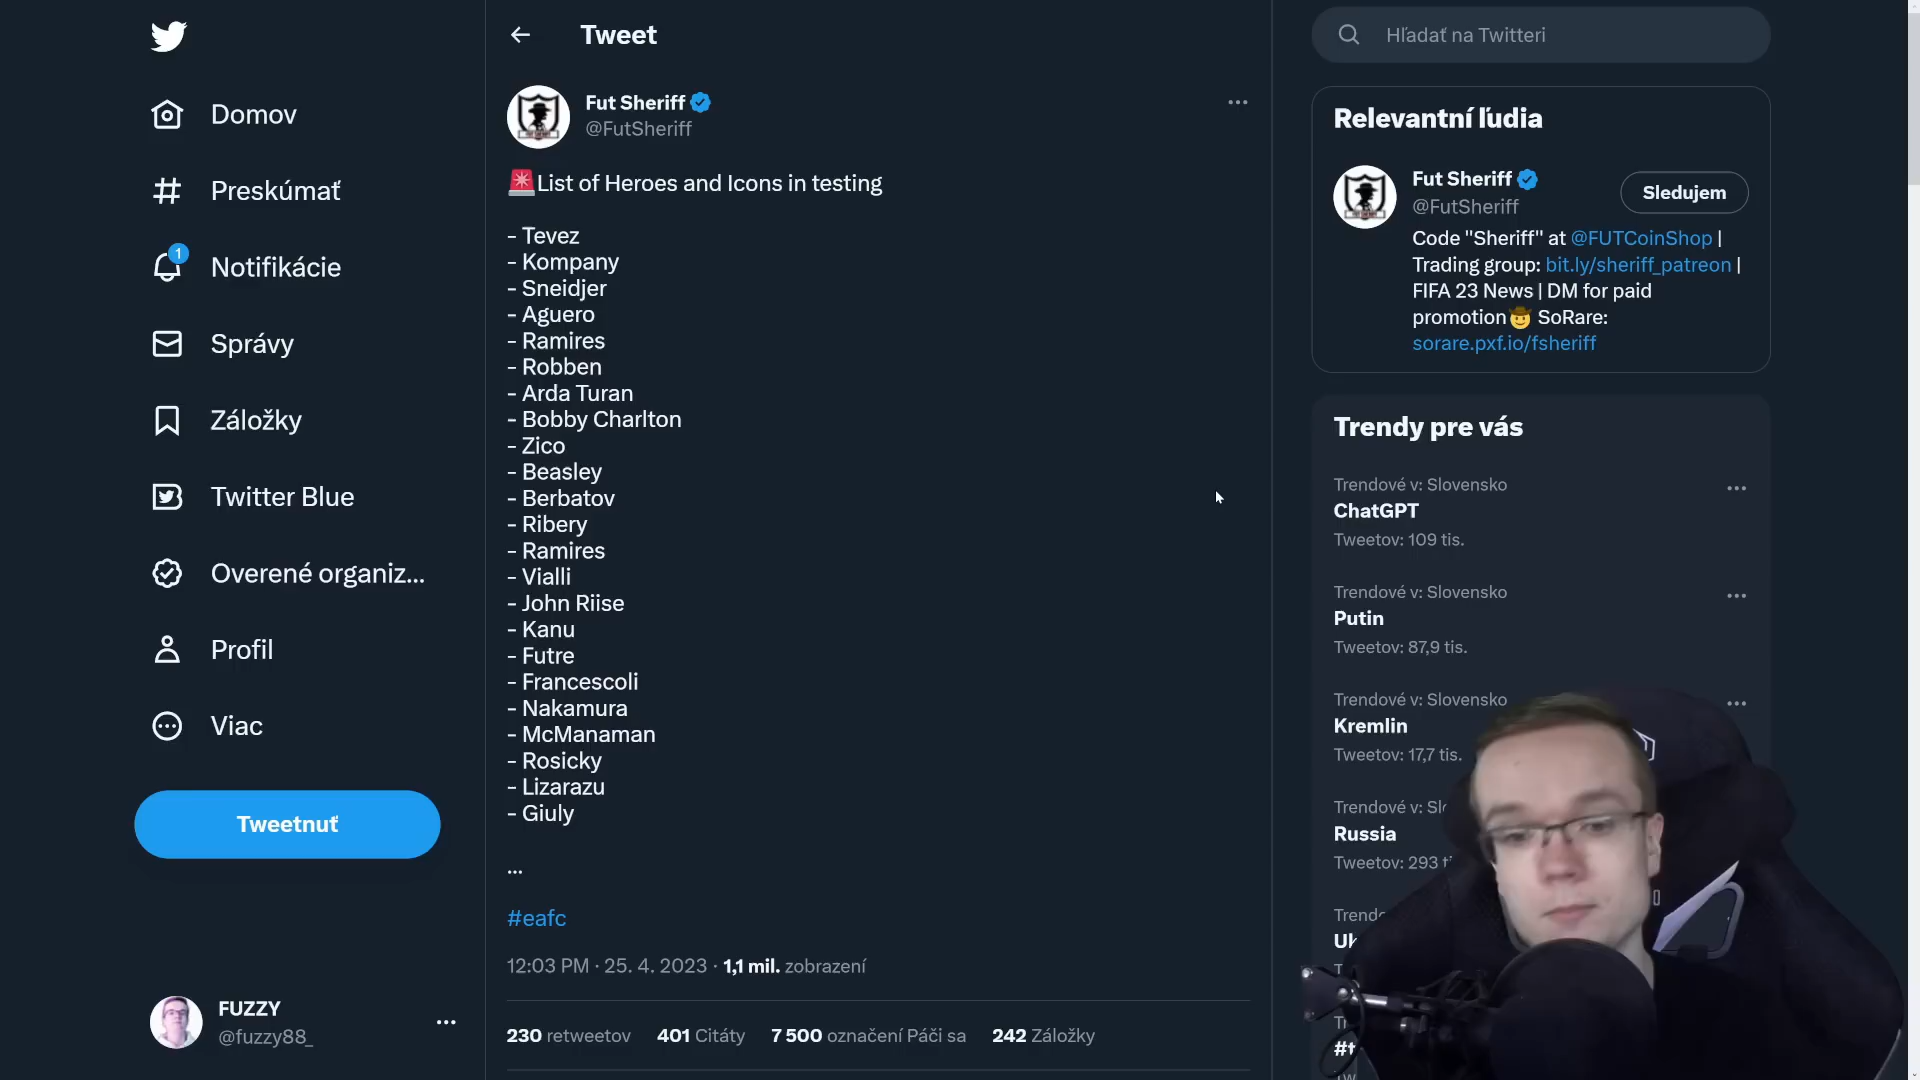 Domov
Preskúmať
1
Notifikácie
Správy
Záložky
Twitter Blue
Overené organiz...
Profil
Viac
Tweetnuť
FUZZY
@fuzzy88_
Tweet
Fut Sheriff
@FutSheriff
List of Heroes and Icons in testing
- Tevez
- Kompany
- Sneidjer
- Aguero
- Ramires
- Robben
- Arda Turan
- Bobby Charlton
- Zico
- Beasley
- Berbatov
- Ribery
- Ramires
- Vialli
- John Riise
- Kanu
- Futre
- Francescoli
- Nakamura
- McManaman
- Rosicky
- Lizarazu
- Giuly
...
#eafc
12:03 PM · 25. 4. 2023 · 1,1 mil. zobrazení
230 retweetov 401 Citáty 7 500 označení Páči sa 242 Záložky
Hľadať na Twitteri
Relevantní ľudia
Fut Sheriff
@FutSheriff
Sledujem
Code "Sheriff" at @FUTCoinShop |
Trading group: bit.ly/sheriff_patreon |
FIFA 23 News | DM for paid
promotion SoRare:
sorare.pxf.io/fsheriff
Trendy pre vás
Trendové v: Slovensko
ChatGPT
Tweetov: 109 tis.
Trendové v: Slovensko
Putin
Tweetov: 87,9 tis.
Trendové v: Slovensko
Kremlin
Tweetov: 17,7 tis.
Trendové v:
Russia
Tweetov: 293